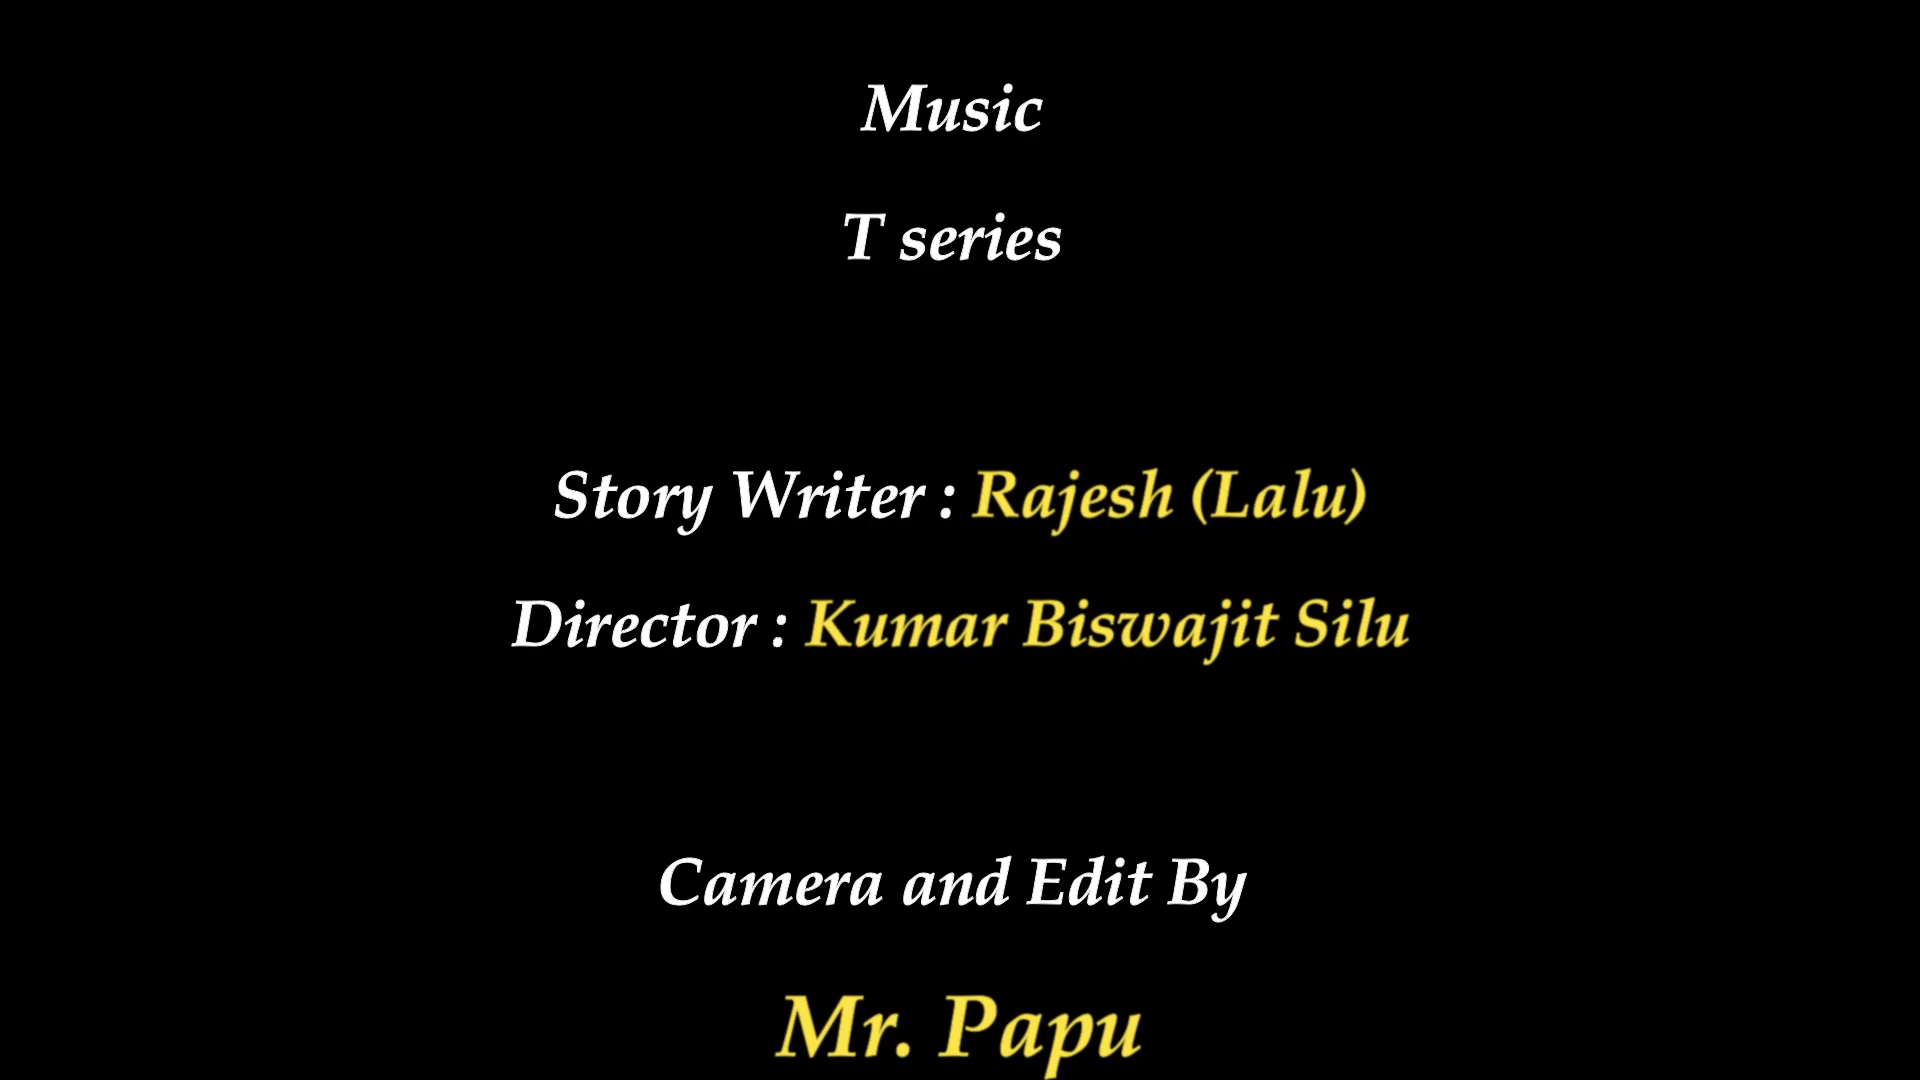 Music
T series
Story Writer : Rajesh (Lalu)
Director : Kumar Biswajit Silu
Camera and Edit By
Mr. Papu